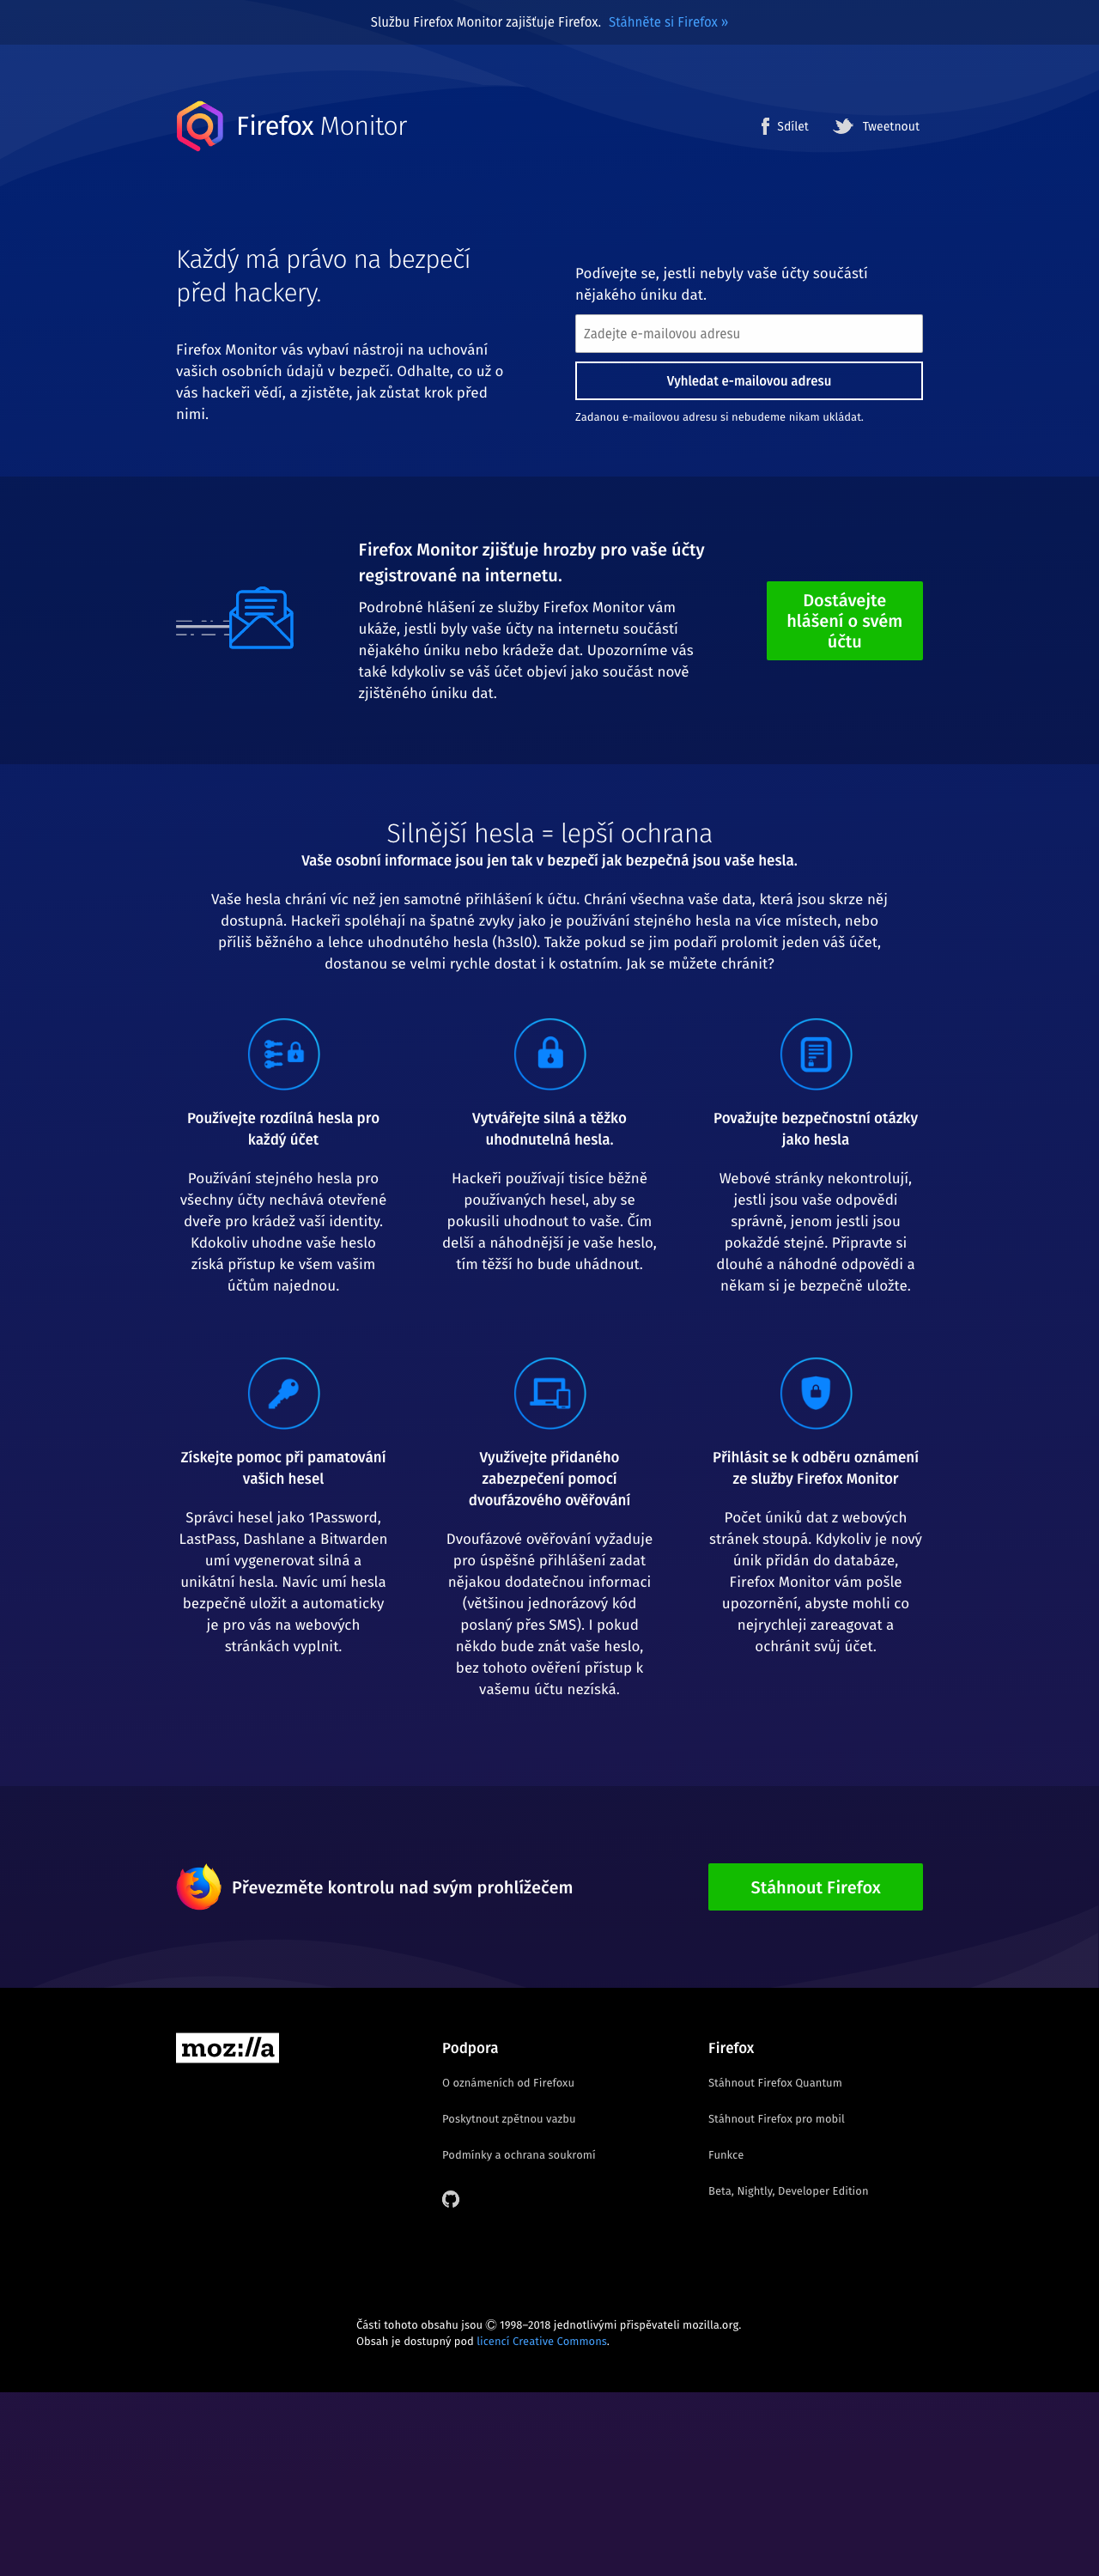 Službu Firefox Monitor zajišťuje Firefox. Stáhněte si Firefox »
Firefox Monitor
Sdílet
Tweetnout
Každý má právo na bezpečí
před hackery.
Firefox Monitor vás vybaví nástroji na uchování
vašich osobních údajů v bezpečí. Odhalte, co už o
vás hackeři vědí, a zjistěte, jak zůstat krok před
nimi.
Podívejte se, jestli nebyly vaše účty součástí
nějakého úniku dat.
Zadejte e-mailovou adresu
Vyhledat e-mailovou adresu
Zadanou e-mailovou adresu si nebudeme nikam ukládat.
Firefox Monitor zjišťuje hrozby pro vaše účty
registrované na internetu.
Podrobné hlášení ze služby Firefox Monitor vám
ukáže, jestli byly vaše účty na internetu součástí
nějakého úniku nebo krádeže dat. Upozorníme vás
také kdykoliv se váš účet objeví jako součást nově
zjištěného úniku dat.
Dostávejte
hlášení o svém
účtu
Silnější hesla = lepší ochrana
Vaše osobní informace jsou jen tak v bezpečí jak bezpečná jsou vaše hesla.
Vaše hesla chrání víc než jen samotné přihlášení k účtu. Chrání všechna vaše data, která jsou skrze něj
dostupná. Hackeři spoléhají na špatné zvyky jako je používání stejného hesla na více místech, nebo
příliš běžného a lehce uhodnutého hesla (h3sl0). Takže pokud se jim podaří prolomit jeden váš účet,
dostanou se velmi rychle dostat i k ostatním. Jak se můžete chránit?
Používejte rozdílná hesla pro
každý účet
Používání stejného hesla pro
všechny účty nechává otevřené
dveře pro krádež vaší identity.
Kdokoliv uhodne vaše heslo
získá přístup ke všem vašim
účtům najednou.
Vytvářejte silná a těžko
uhodnutelná hesla.
Hackeři používají tisíce běžně
používaných hesel, aby se
pokusili uhodnout to vaše. Čím
delší a náhodnější je vaše heslo,
tím těžší ho bude uhádnout.
Považujte bezpečnostní otázky
jako hesla
Webové stránky nekontrolují,
jestli jsou vaše odpovědi
správně, jenom jestli jsou
pokaždé stejné. Připravte si
dlouhé a náhodné odpovědi a
někam si je bezpečně uložte.
Získejte pomoc při pamatování
vašich hesel
Správci hesel jako 1Password,
LastPass, Dashlane a Bitwarden
umí vygenerovat silná a
unikátní hesla. Navíc umí hesla
bezpečně uložit a automaticky
je pro vás na webových
stránkách vyplnit.
Využívejte přidaného
zabezpečení pomocí
dvoufázového ověřování
Dvoufázové ověřování vyžaduje
pro úspěšné přihlášení zadat
nějakou dodatečnou informaci
(většinou jednorázový kód
poslaný přes SMS). I pokud
někdo bude znát vaše heslo,
bez tohoto ověření přístup k
vašemu účtu nezíská.
Přihlásit se k odběru oznámení
ze služby Firefox Monitor
Počet úniků dat z webových
stránek stoupá. Kdykoliv je nový
únik přidán do databáze,
Firefox Monitor vám pošle
upozornění, abyste mohli co
nejrychleji zareagovat a
ochránit svůj účet.
Převezměte kontrolu nad svým prohlížečem
Stáhnout Firefox
moz://a
Podpora
O oznámeních od Firefoxu
Poskytnout zpětnou vazbu
Podmínky a ochrana soukromí
Firefox
Stáhnout Firefox Quantum
Stáhnout Firefox pro mobil
Funkce
Beta, Nightly, Developer Edition
Části tohoto obsahu jsou © 1998–2018 jednotlivými přispěvateli mozilla.org.
Obsah je dostupný pod licencí Creative Commons.